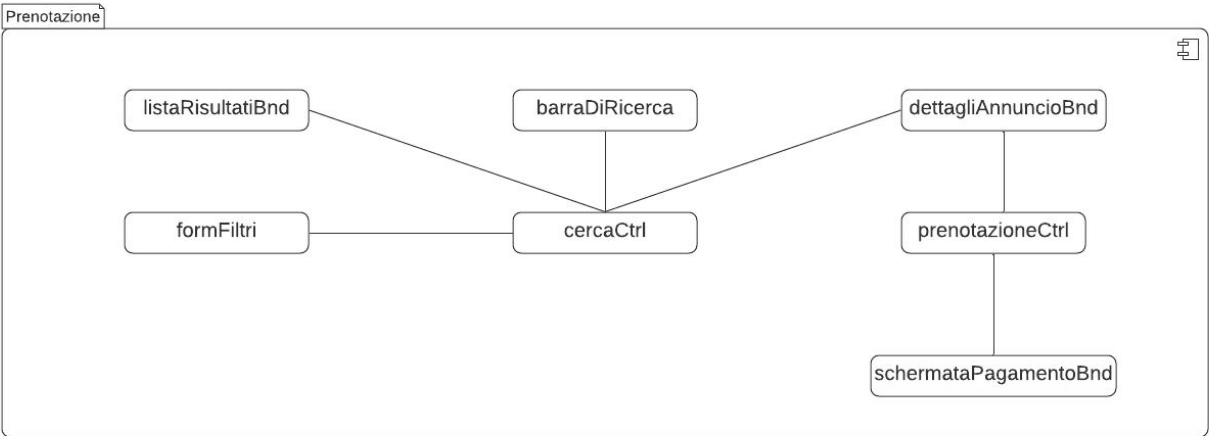 Prenotazione
listaRisultatiBnd
barraDiRicerca
dettagliAnnuncioBnd
formFiltri
cercaCtrl
prenotazioneCtrl
schermataPagamentoBnd